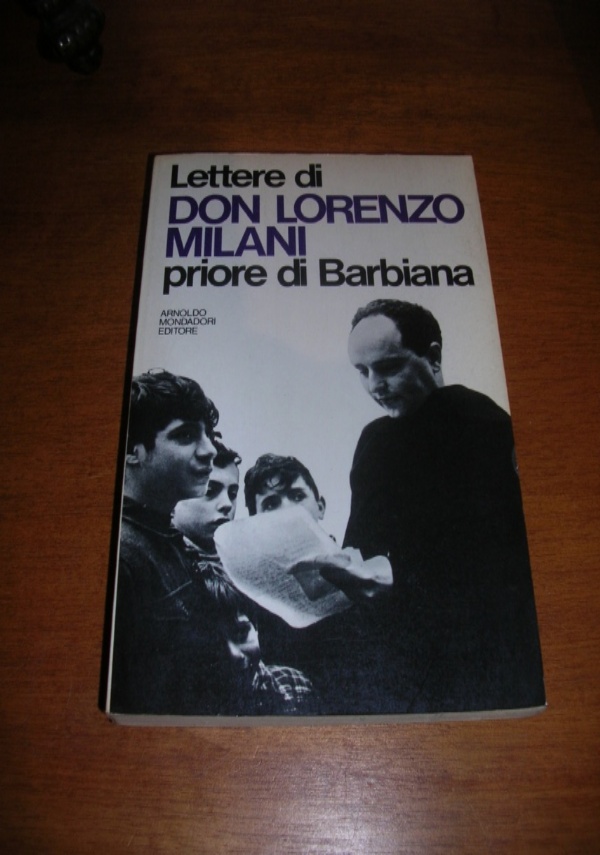 Lettere di
DON LORENZO
MILANI
priore di Barbiana
ARNOLDO
MONDADORI
EDITORE